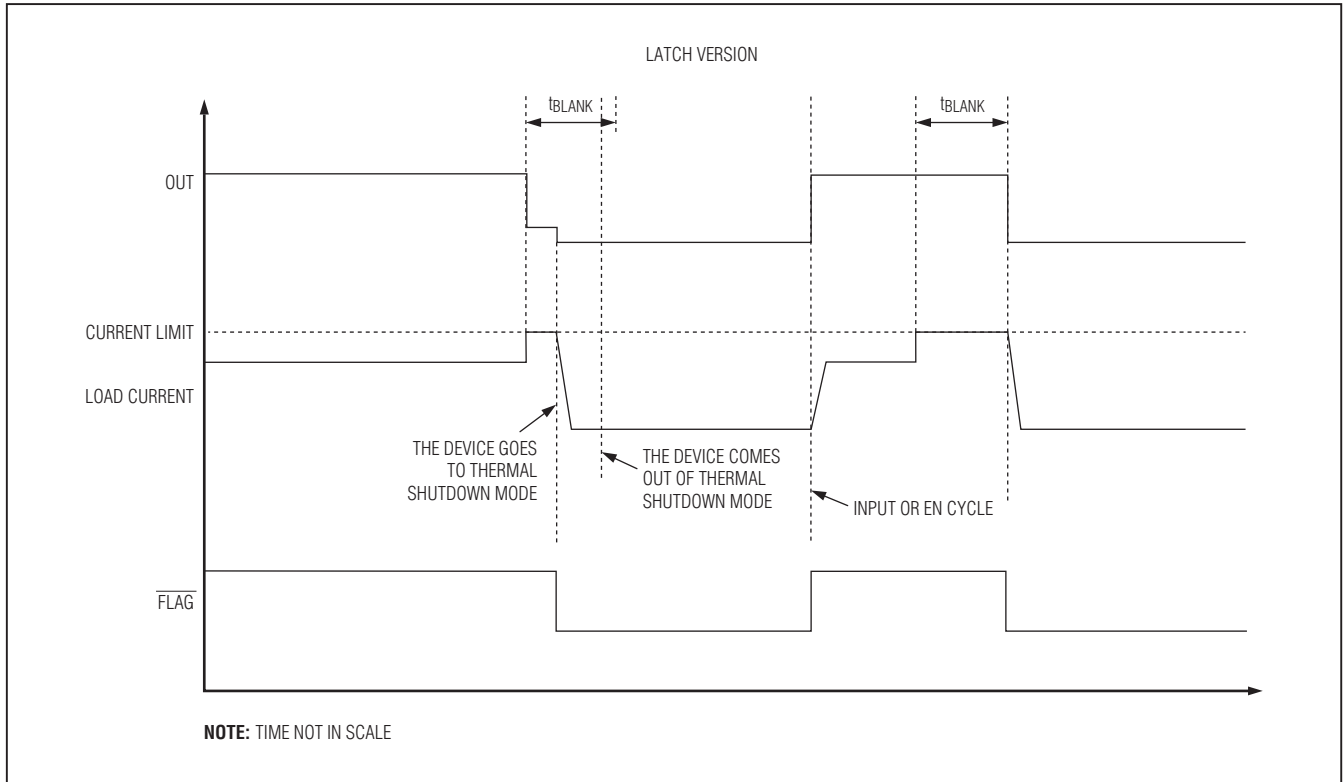 LATCH VERSION
tBLANK
tBLANK
OUT
CURRENT LIMIT
LOAD CURRENT
THE DEVICE GOES
TO THERMAL
SHUTDOWN MODE
THE DEVICE COMES
OUT OF THERMAL
SHUTDOWN MODE
INPUT OR EN CYCLE
FLAG
NOTE: TIME NOT IN SCALE